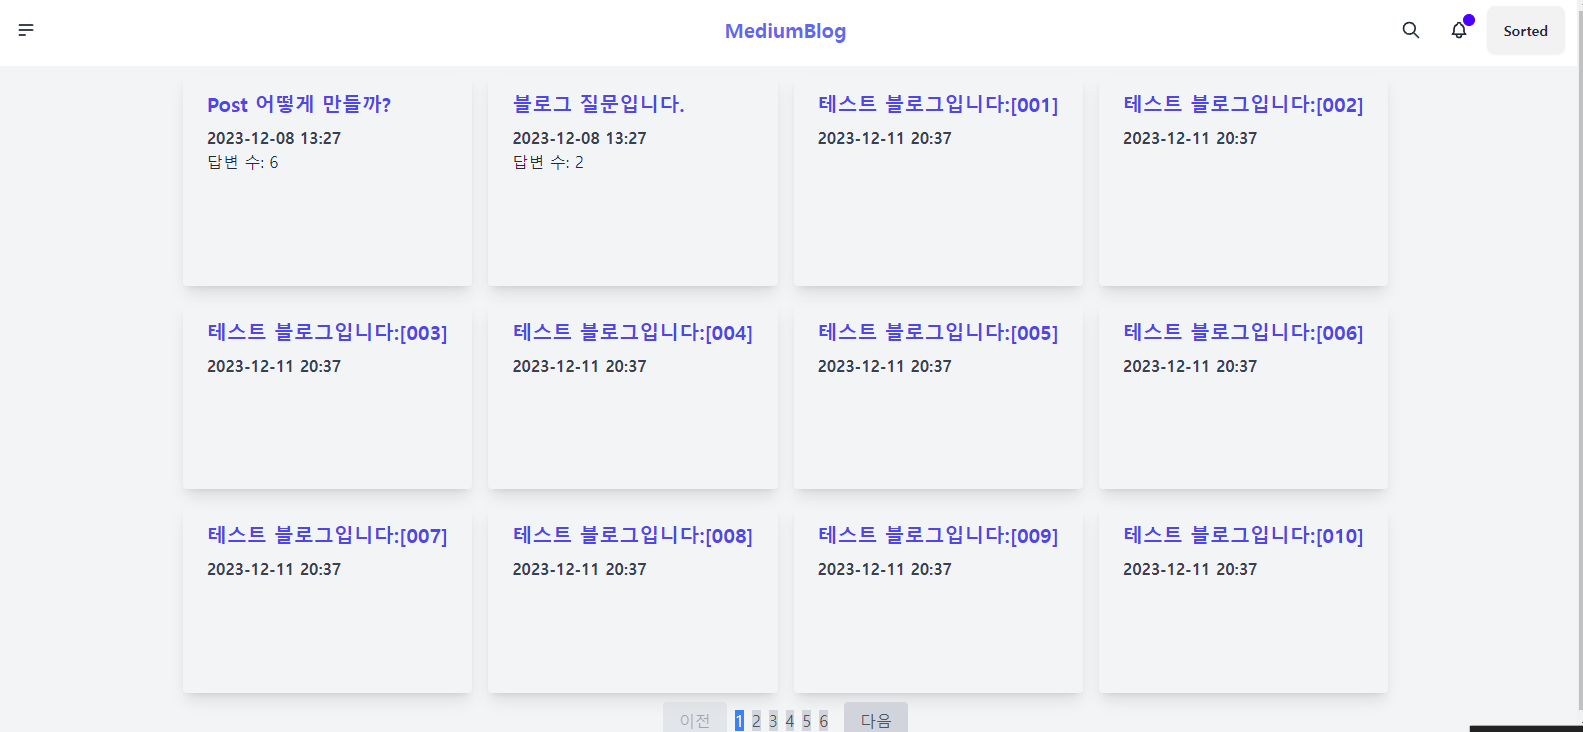 MediumBlog
Sorted
Post 어떻게 만들까?
2023-12-08 13:27
답변 수: 6
블로그 질문입니다.
2023-12-08 13:27
답변 수: 2
테스트 블로그입니다:[001]
2023-12-11 20:37
테스트 블로그입니다:[002]
2023-12-11 20:37
테스트 블로그입니다:[003]
2023-12-11 20:37
테스트 블로그입니다:[004]
2023-12-11 20:37
테스트 블로그입니다:[005]
2023-12-11 20:37
테스트 블로그입니다:[006]
2023-12-11 20:37
테스트 블로그입니다:[007]
2023-12-11 20:37
테스트 블로그입니다:[008]
2023-12-11 20:37
테스트 블로그입니다:[009]
2023-12-11 20:37
테스트 블로그입니다:[010]
2023-12-11 20:37
이전 1 2 3 4 5 6 다음